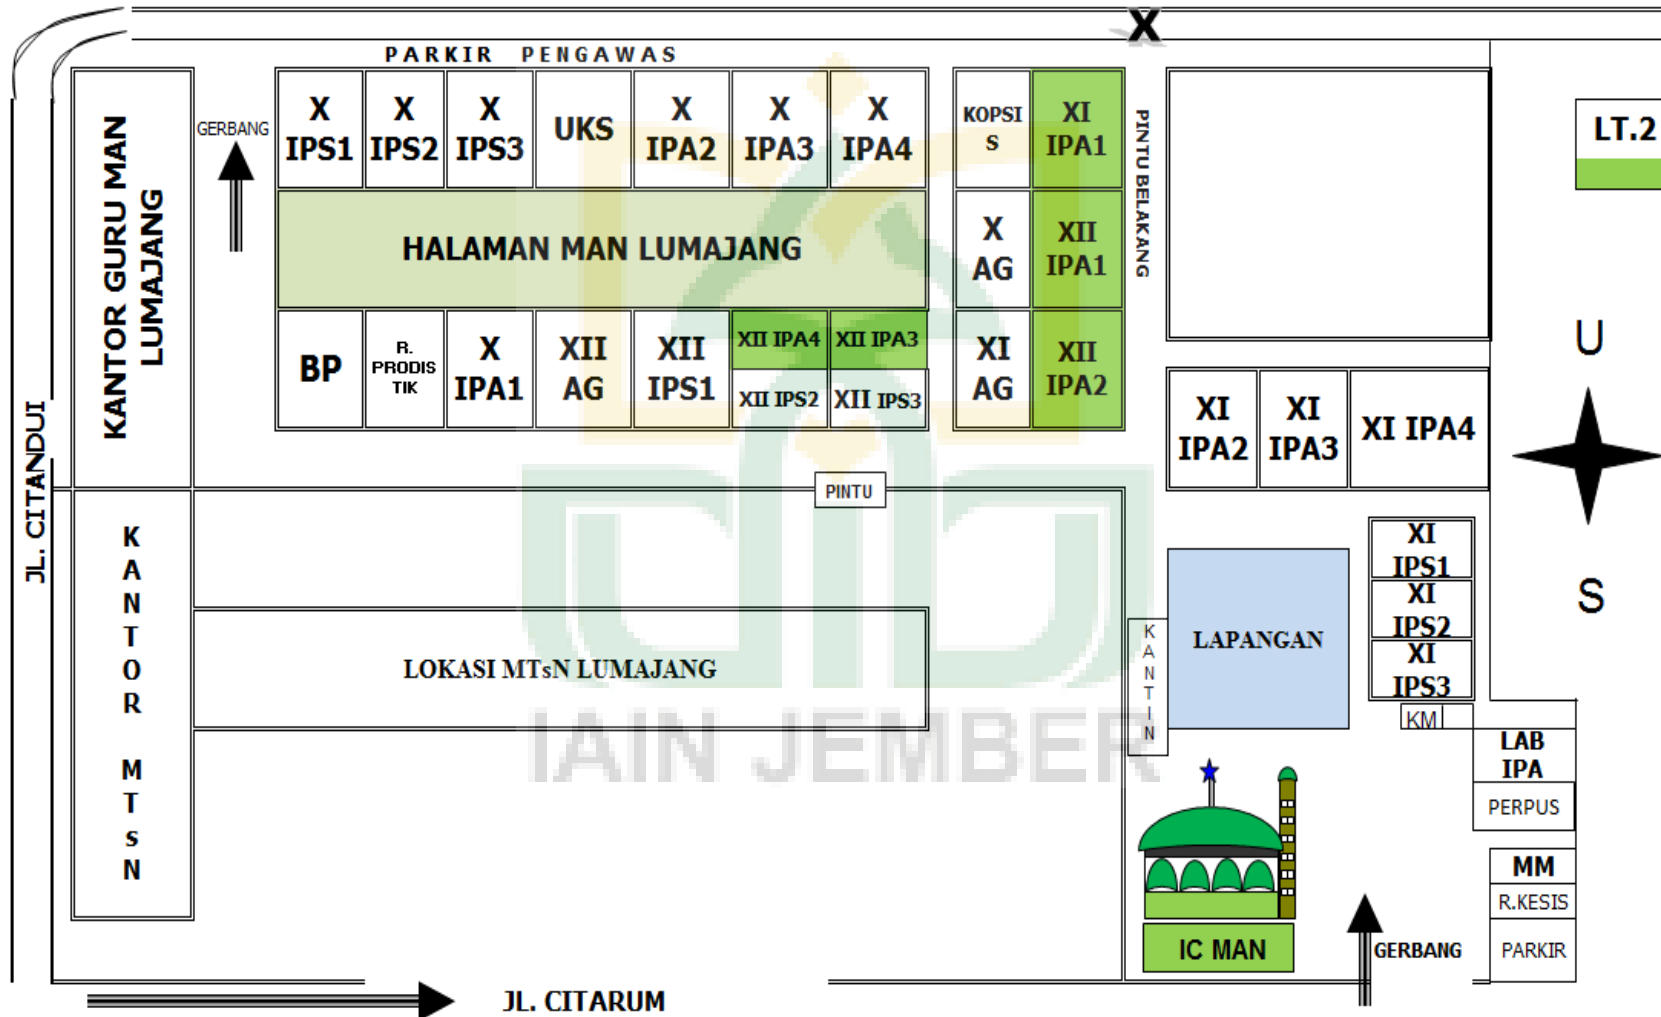 X
PARKIR PENGAWAS
KANTOR GURU MAN
LUMAJANG
GERBANG
X
IPS1
X
IPS2
X
IPS3
UKS
X
IPA2
X
IPA3
X
IPA4
KOPSI
S
XI
IPA1
PINTU BELAKANG
LT.2
HALAMAN MAN LUMAJANG
X
AG
XII
IPA1
BP
R.
PRODIS
TIK
X
IPA1
XII
AG
XII
IPS1
XII IPA4
XII IPA3
XII IPS2
XII IPS3
XI
AG
XII
IPA2
XI
IPA2
XI
IPA3
XI IPA4
U
S
JL. CITANDUI
PINTU
KANTOR MTsN
LOKASI MTsN LUMAJANG
KANTIN
LAPANGAN
XI
IPS1
XI
IPS2
XI
IPS3
KM
LAB
IPA
PERPUS
MM
R.KESIS
PARKIR
IAIN JEMBER
IC MAN
GERBANG
JL. CITARUM